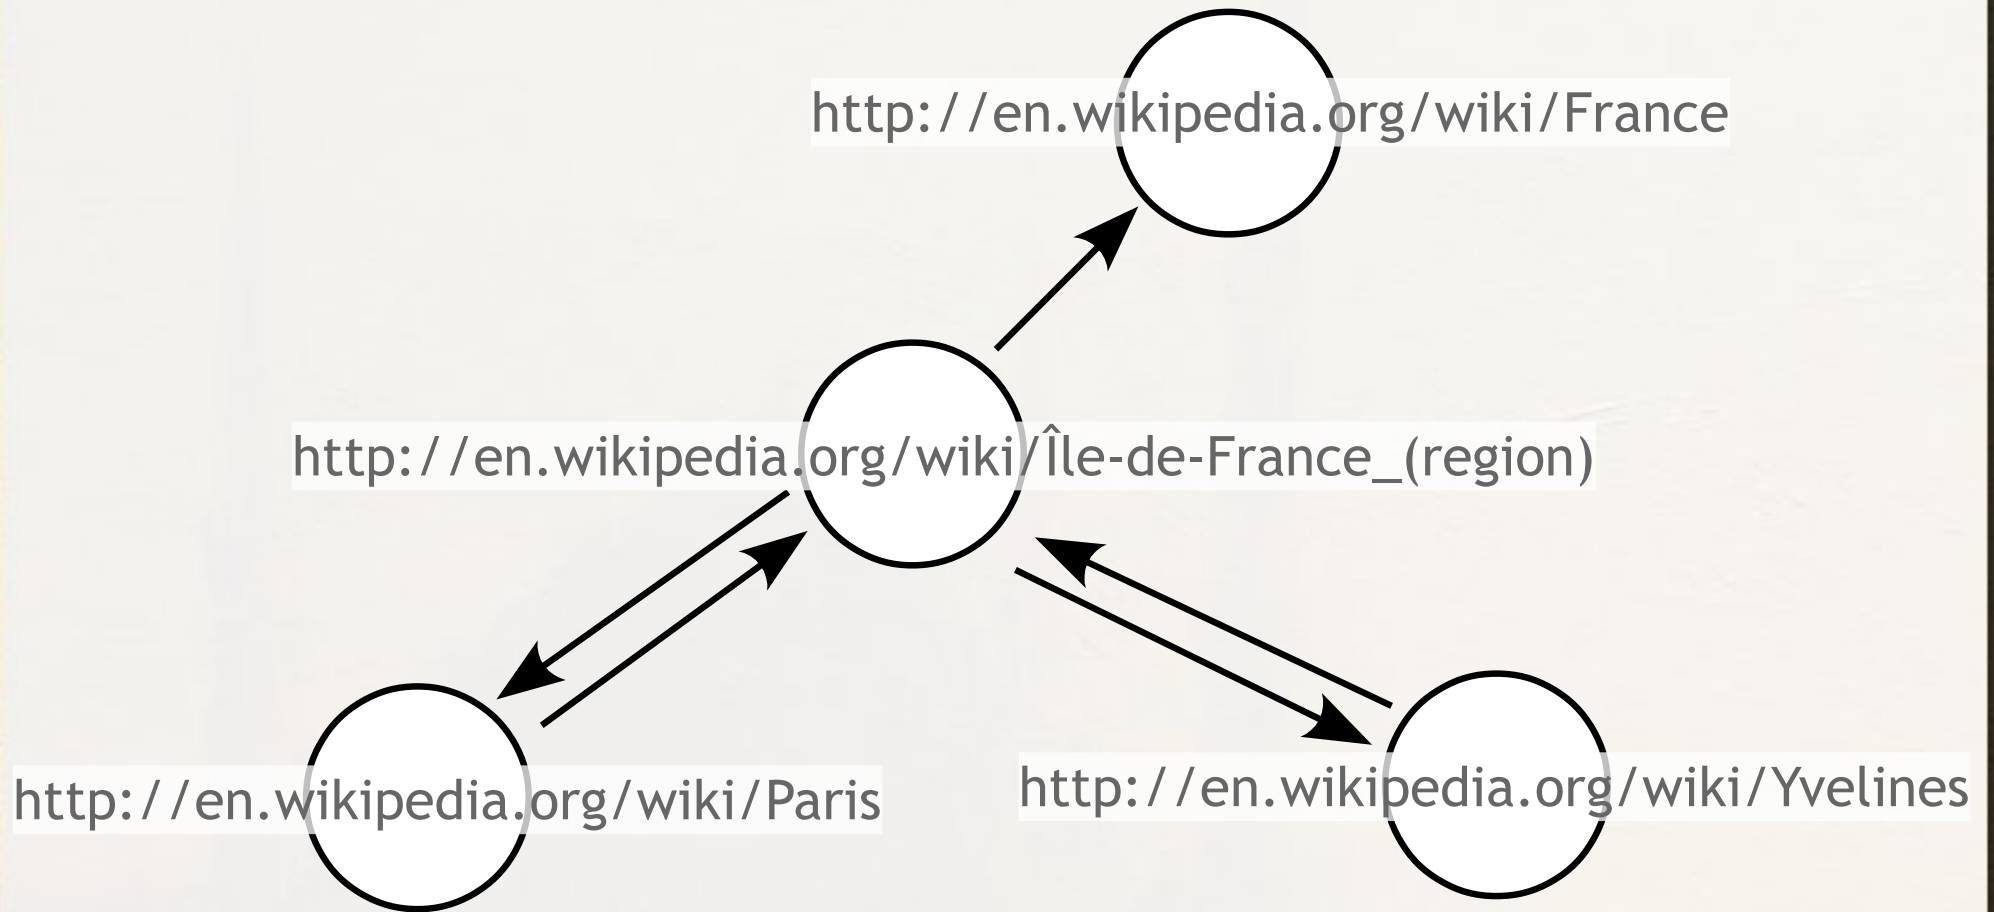 http://en.wikipedia.org/wiki/France
http://en.wikipedia.org/wiki/Île-de-France_(region)
http://en.wikipedia.org/wiki/Paris
http://en.wikipedia.org/wiki/Yvelines